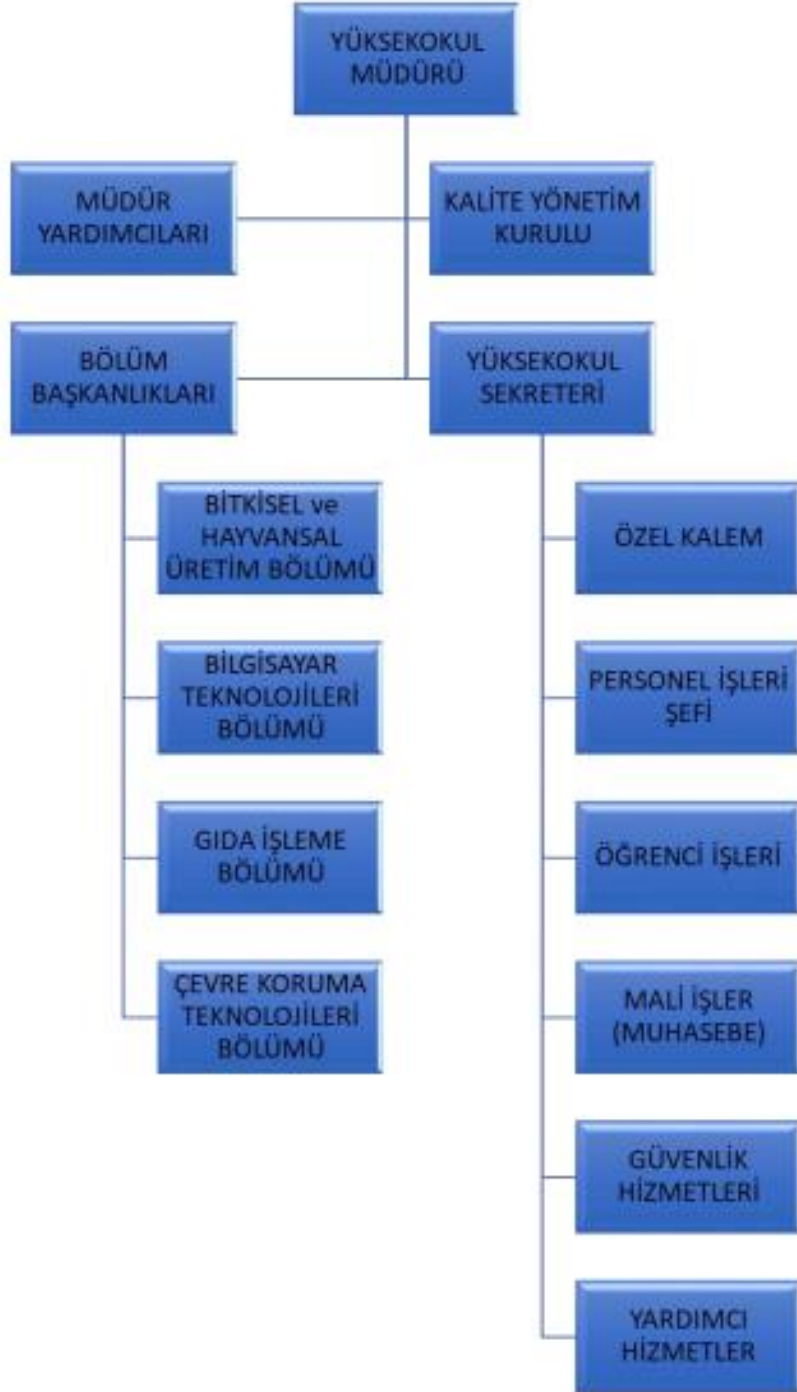 YÜKSEKOKUL
MÜDÜRÜ
MÜDÜR
YARDIMCILARI
KALİTE YÖNETİM
KURULU
BÖLÜM
BAŞKANLIKLARI
YÜKSEKOKUL
SEKRETERİ
BİTKİSEL ve
HAYVANSAL
ÜRETİM BÖLÜMÜ
BİLGİSAYAR
TEKNOLOJİLERİ
BÖLÜMÜ
GIDA İŞLEME
BÖLÜMÜ
ÇEVRE KORUMA
TEKNOLOJİLERİ
BÖLÜMÜ
ÖZEL KALEM
PERSONEL İŞLERİ
ŞEFİ
ÖĞRENCİ İŞLERİ
MALİ İŞLER
(MUHASEBE)
GÜVENLİK
HİZMETLERİ
YARDIMCI
HİZMETLER